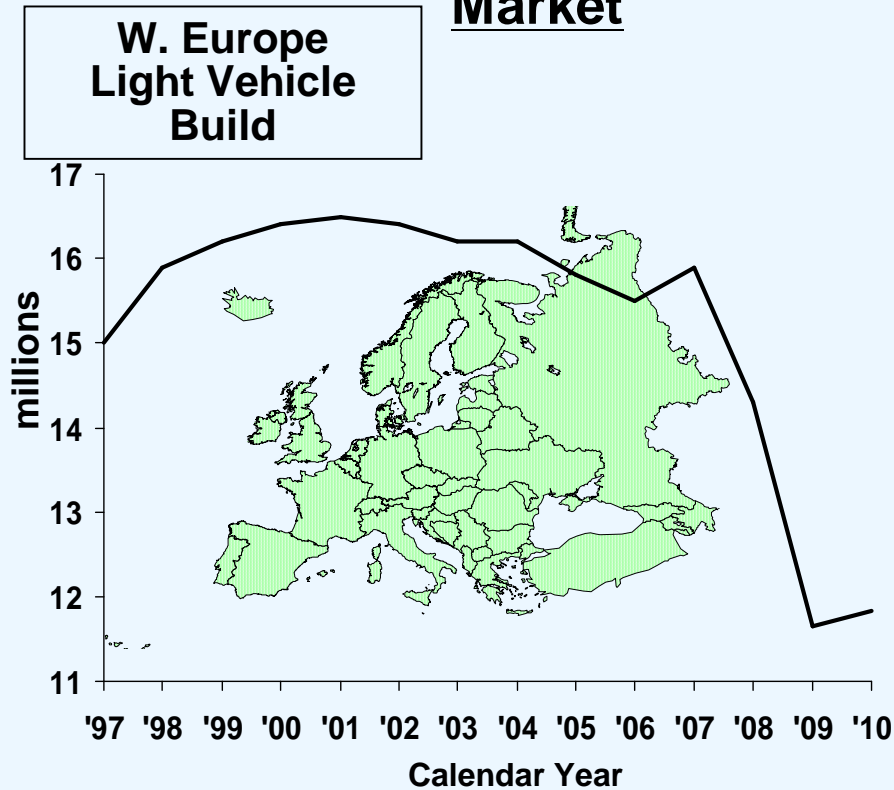 Market
W. Europe
Light Vehicle
Build
17
16
15
14
13
12
11
millions
'97 '98 '99 '00 '01 '02 '03 '04 '05 '06 '07 '08 '09 '10
Calendar Year